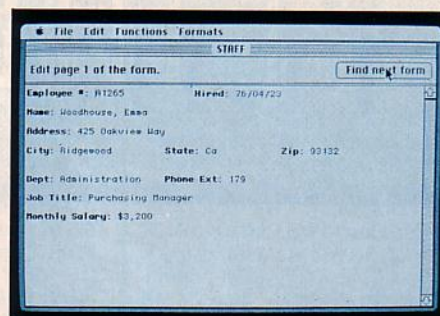 File Edit Functions Formats
STAFF
Edit page 1 of the form. Find next form
Employee #: A1265 Hired: 76/04/23
Name: Woodhouse, Emma
Address: 425 Oakview Way
City: Ridgewood State: Ca Zip: 93132
Dept: Administration Phone Ext: 179
Job Title: Purchasing Manager
Monthly Salary: $3,200